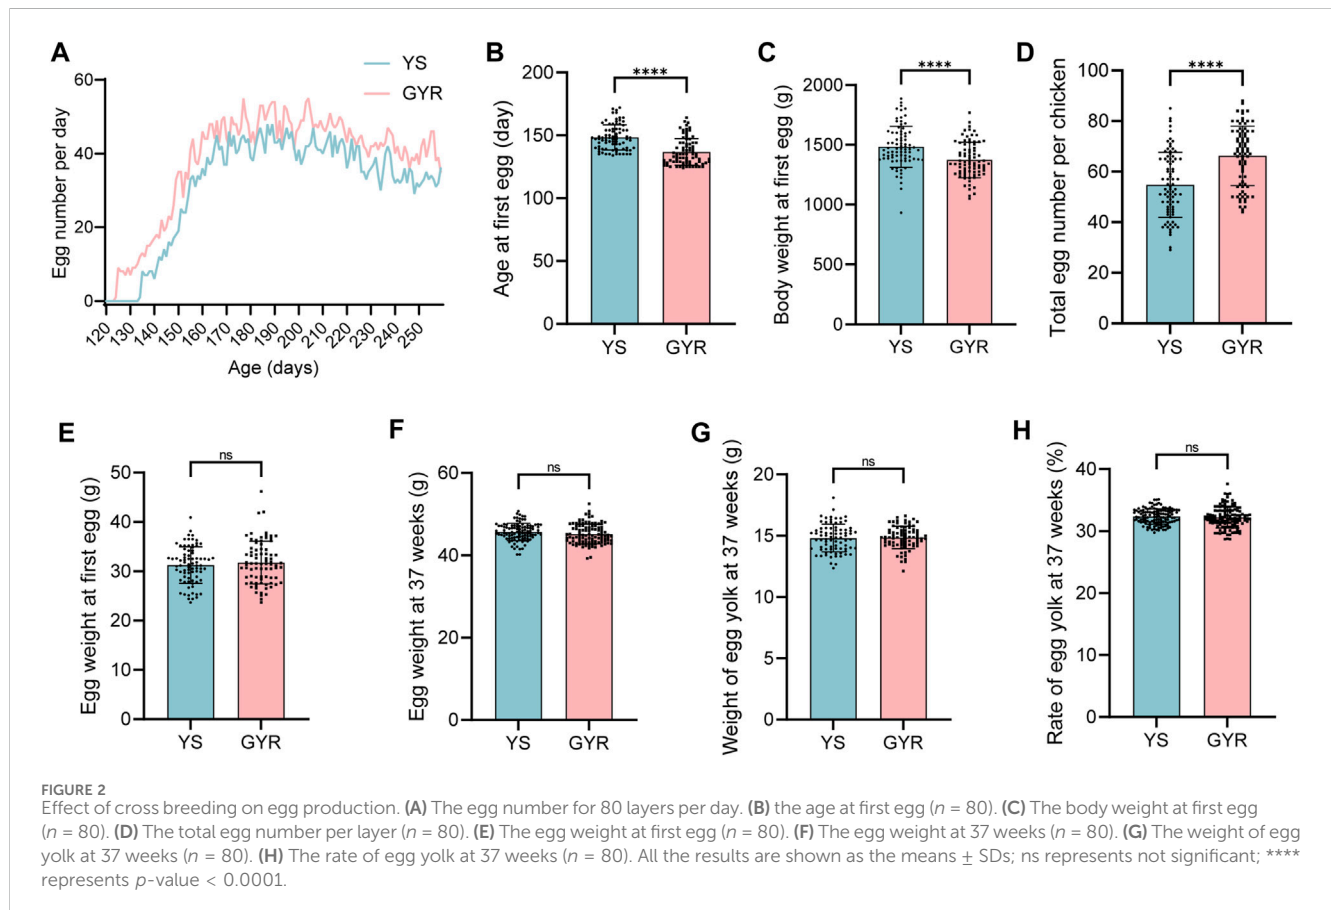 A
YS
GYR
Egg number per day
60
40
20
0
120 130 140 150 160 170 180 190 200 210 220 230 240 250
Age (days)
B
****
Age at first egg (day)
200
150
100
50
0
YS GYR
C
****
Body weight at first egg (g)
2000
1500
1000
500
0
YS GYR
D
****
Total egg number per chicken
100
80
60
40
20
0
YS GYR
E
ns
Egg weight at first egg (g)
50
40
30
20
10
0
YS GYR
F
ns
Egg weight at 37 weeks (g)
60
40
20
0
YS GYR
G
ns
Weight of egg yolk at 37 weeks (g)
20
15
10
5
0
YS GYR
H
ns
Rate of egg yolk at 37 weeks (%)
40
30
20
10
0
YS GYR
FIGURE 2
Effect of cross breeding on egg production. (A) The egg number for 80 layers per day. (B) the age at first egg (n = 80). (C) The body weight at first egg
(n = 80). (D) The total egg number per layer (n = 80). (E) The egg weight at first egg (n = 80). (F) The egg weight at 37 weeks (n = 80). (G) The weight of egg
yolk at 37 weeks (n = 80). (H) The rate of egg yolk at 37 weeks (n = 80). All the results are shown as the means ± SDs; ns represents not significant; ****
represents p-value < 0.0001.